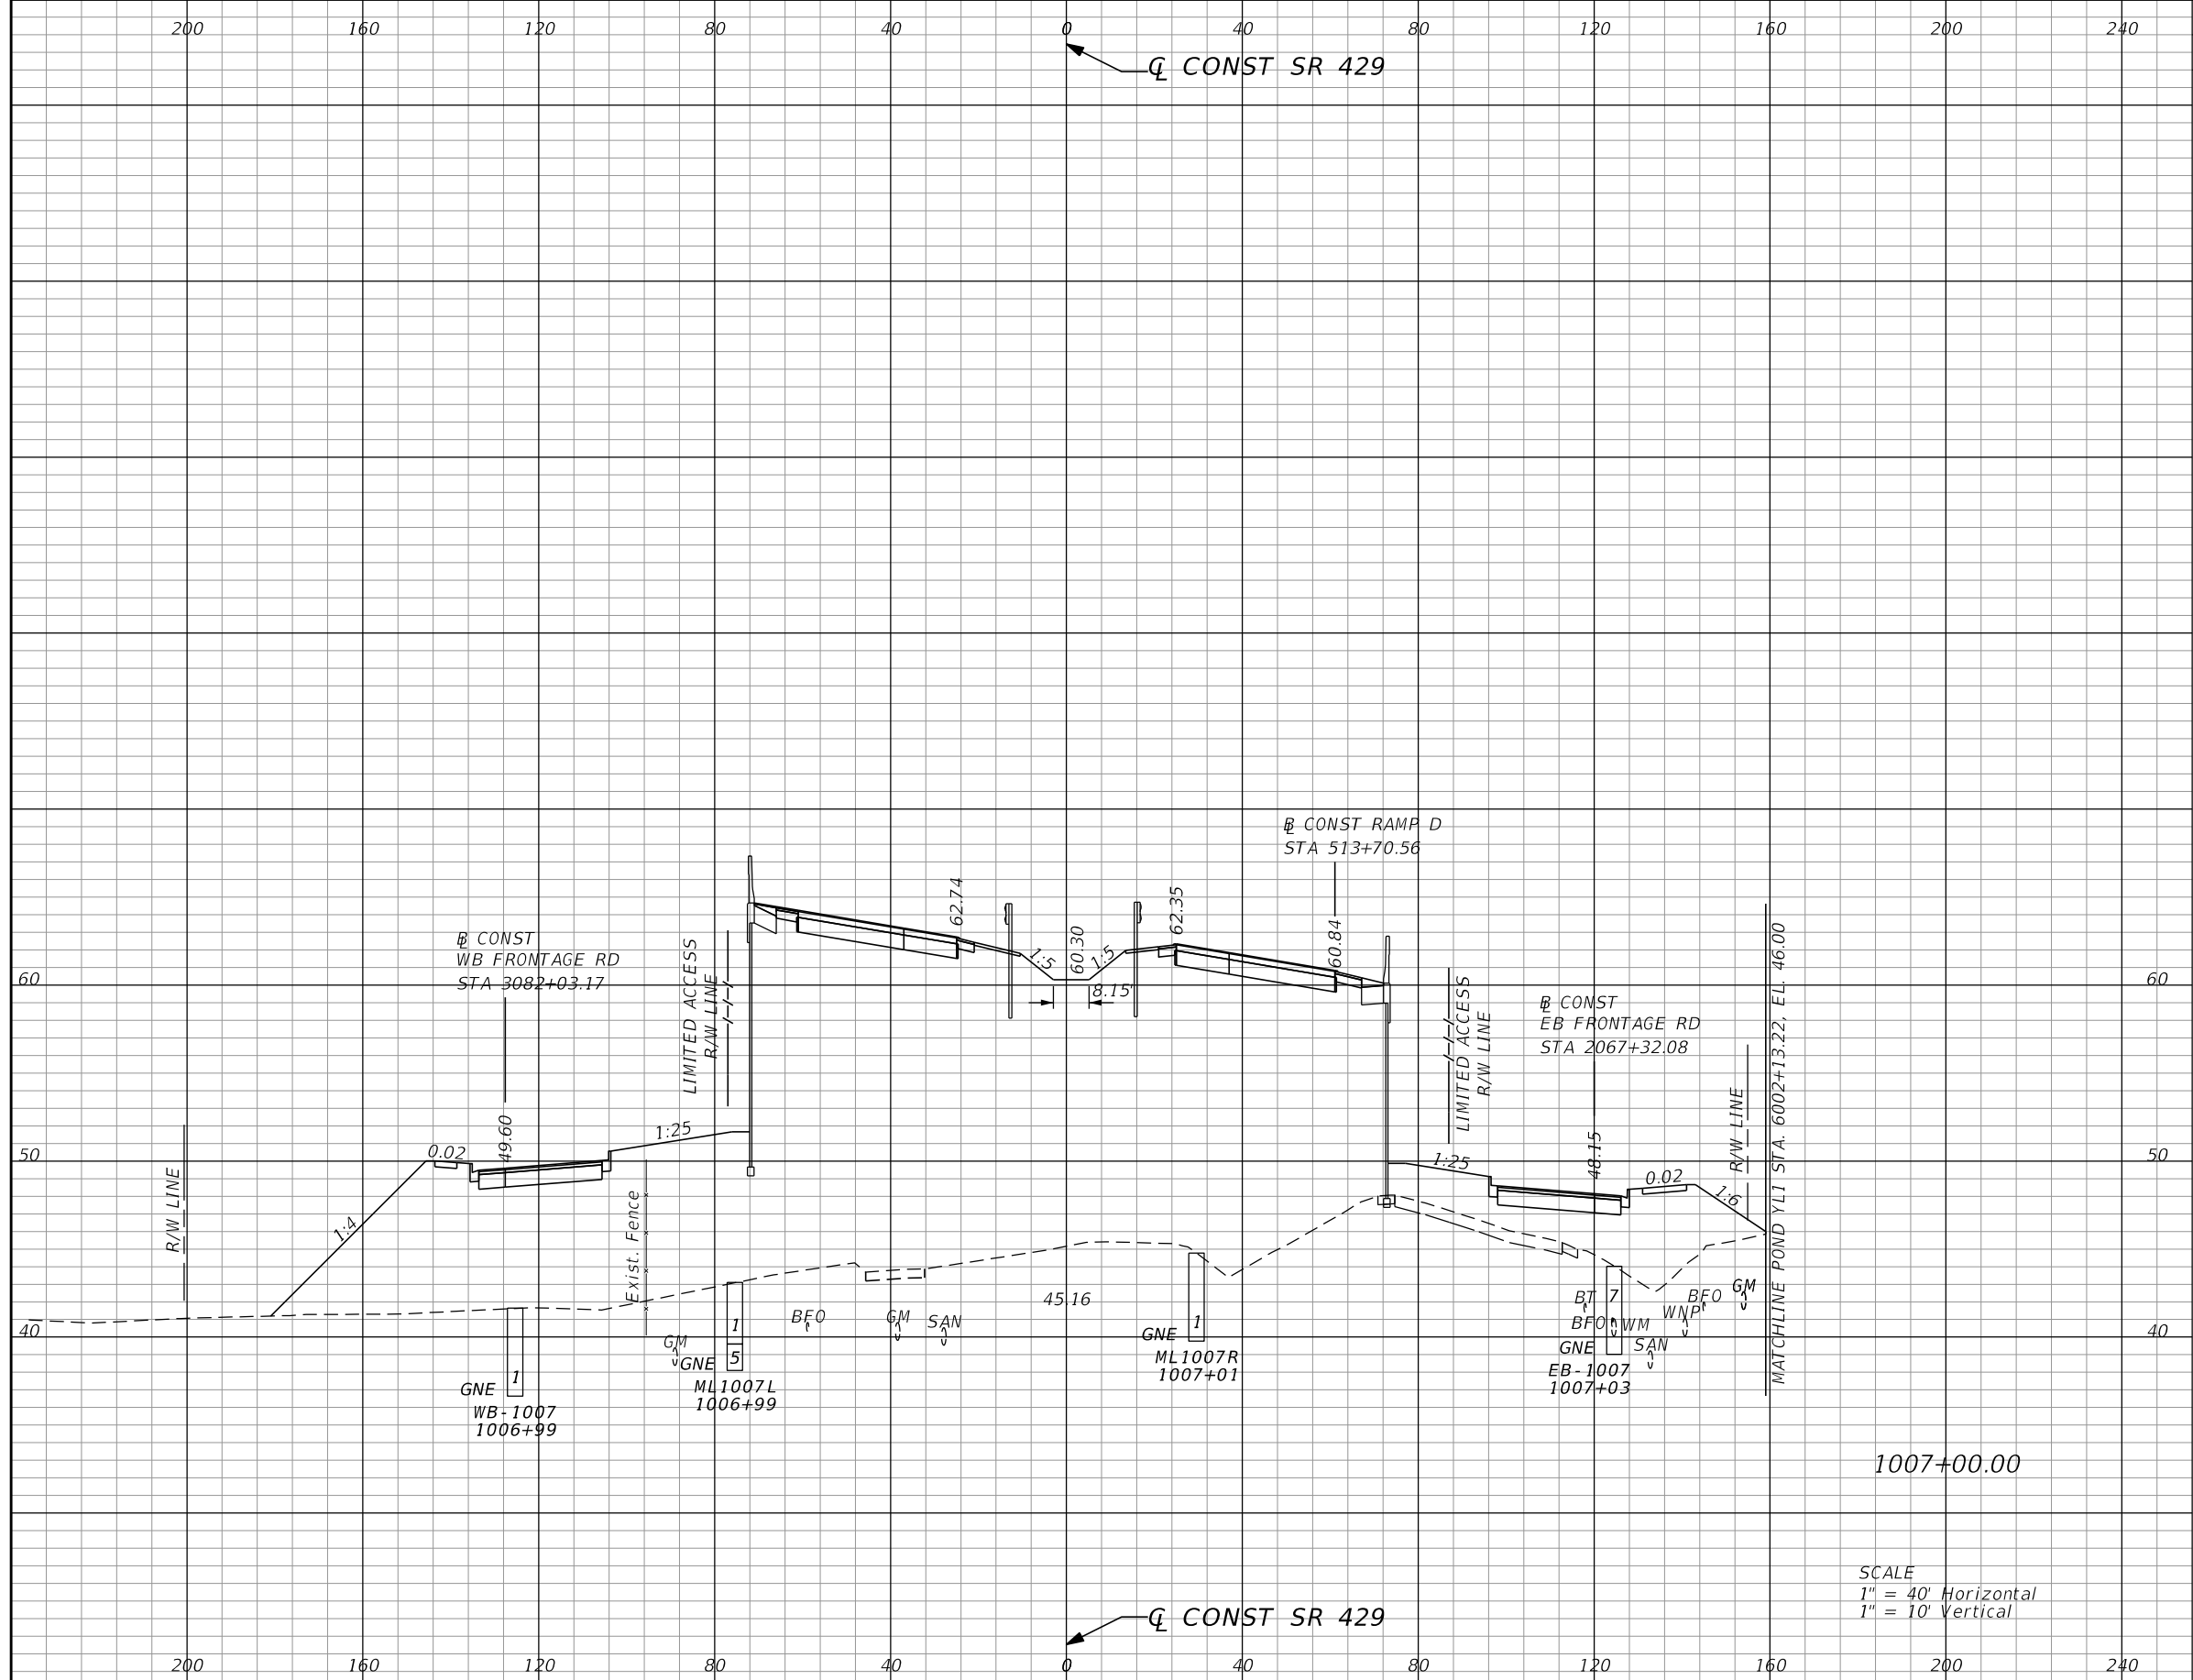 200 160 120 80 40 0 40 80 120 160 200 240
℄ CONST SR 429
BL CONST RAMP D
STA 513+70.56
62.74
62.35
60.84
60.30
1:5
1:5
8.15'
BL CONST
WB FRONTAGE RD
STA 3082+03.17
60
60
LIMITED ACCESS
R/W LINE
LIMITED ACCESS
R/W LINE
BL CONST
EB FRONTAGE RD
STA 2067+32.08
MATCHLINE POND YL1 STA. 6002+13.22, EL. 46.00
R/W LINE
R/W LINE
50
50
0.02
49.60
1:25
1:25
48.15
0.02
1:6
1:4
Exist. Fence
45.16
40
40
GM
BFO
GM
SAN
BT
BFO
WM
SAN
WNP
BFO
GM
1
GNE
WB-1007
1006+99
1
5
GNE
ML1007L
1006+99
1
GNE
ML1007R
1007+01
7
GNE
EB-1007
1007+03
1007+00.00
SCALE
1" = 40' Horizontal
1" = 10' Vertical
℄ CONST SR 429
200 160 120 80 40 0 40 80 120 160 200 240